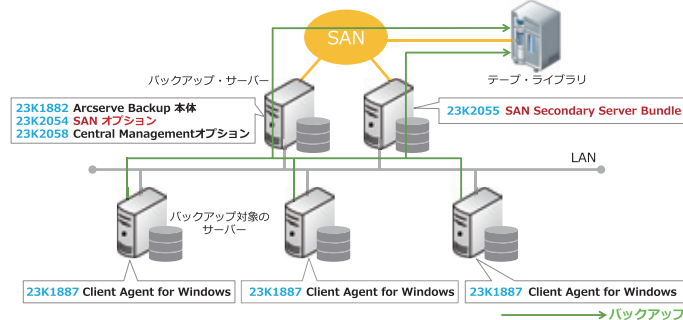 SAN
バックアップ・サーバー
テープ・ライブラリ
23K1882 Arcserve Backup 本体
23K2054 SAN オプション
23K2058 Central Managementオプション
23K2055 SAN Secondary Server Bundle
LAN
バックアップ対象の
サーバー
23K1887 Client Agent for Windows
23K1887 Client Agent for Windows
23K1887 Client Agent for Windows
バックアップ